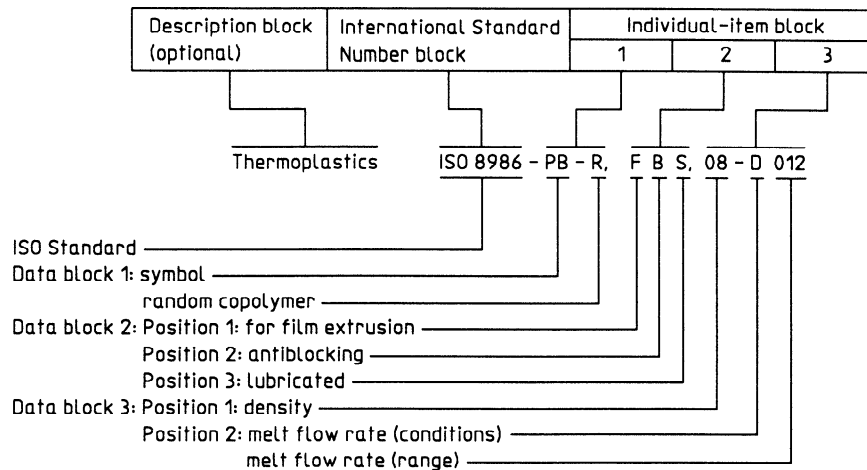 Description block
(optional)
International Standard
Number block
Individual-item block
1 2 3
Thermoplastics ISO 8986 - PB - R, F B S, 08 - D 012
ISO Standard
Data block 1: symbol
random copolymer
Data block 2: Position 1: for film extrusion
Position 2: antiblocking
Position 3: lubricated
Data block 3: Position 1: density
Position 2: melt flow rate (conditions)
melt flow rate (range)